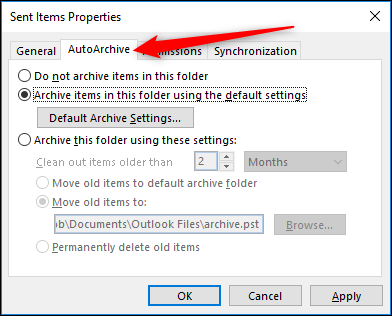 Sent Items Properties
General AutoArchive Synchronization
Do not archive items in this folder
Archive items in this folder using the default settings
Default Archive Settings...
Archive this folder using these settings:
Clean out items older than 2 Months
Move old items to default archive folder
Move old items to:
b\Documents\Outlook Files\archive.pst Browse...
Permanently delete old items
OK Cancel Apply